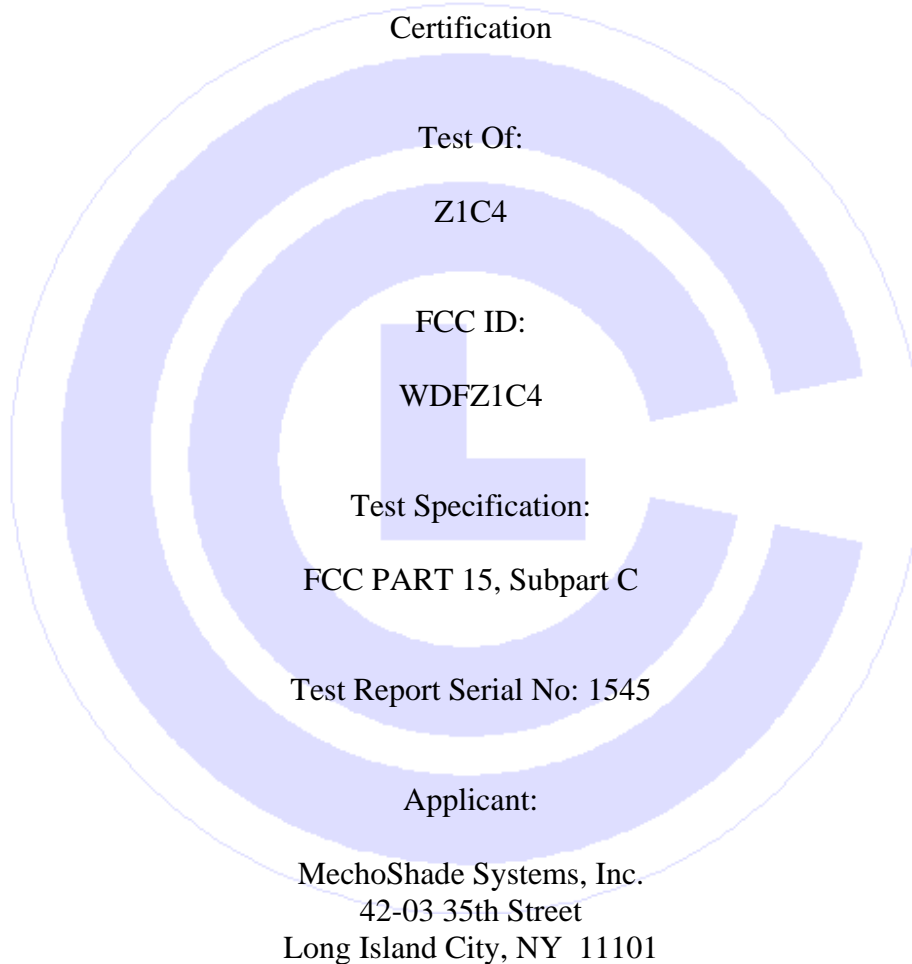 Certification
Test Of:
Z1C4
FCC ID:
WDFZ1C4
Test Specification:
FCC PART 15, Subpart C
Test Report Serial No: 1545
Applicant:
MechoShade Systems, Inc.
42-03 35th Street
Long Island City, NY  11101